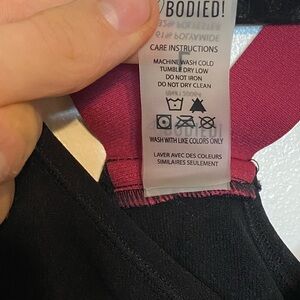 BODIED!
CARE INSTRUCTIONS
MACHINE WASH COLD
TUMBLE DRY LOW
DO NOT IRON
DO NOT DRY CLEAN
WASH WITH LIKE COLORS ONLY
LAVER AVEC DES COULEURS
SIMILAIRES SEULEMENT